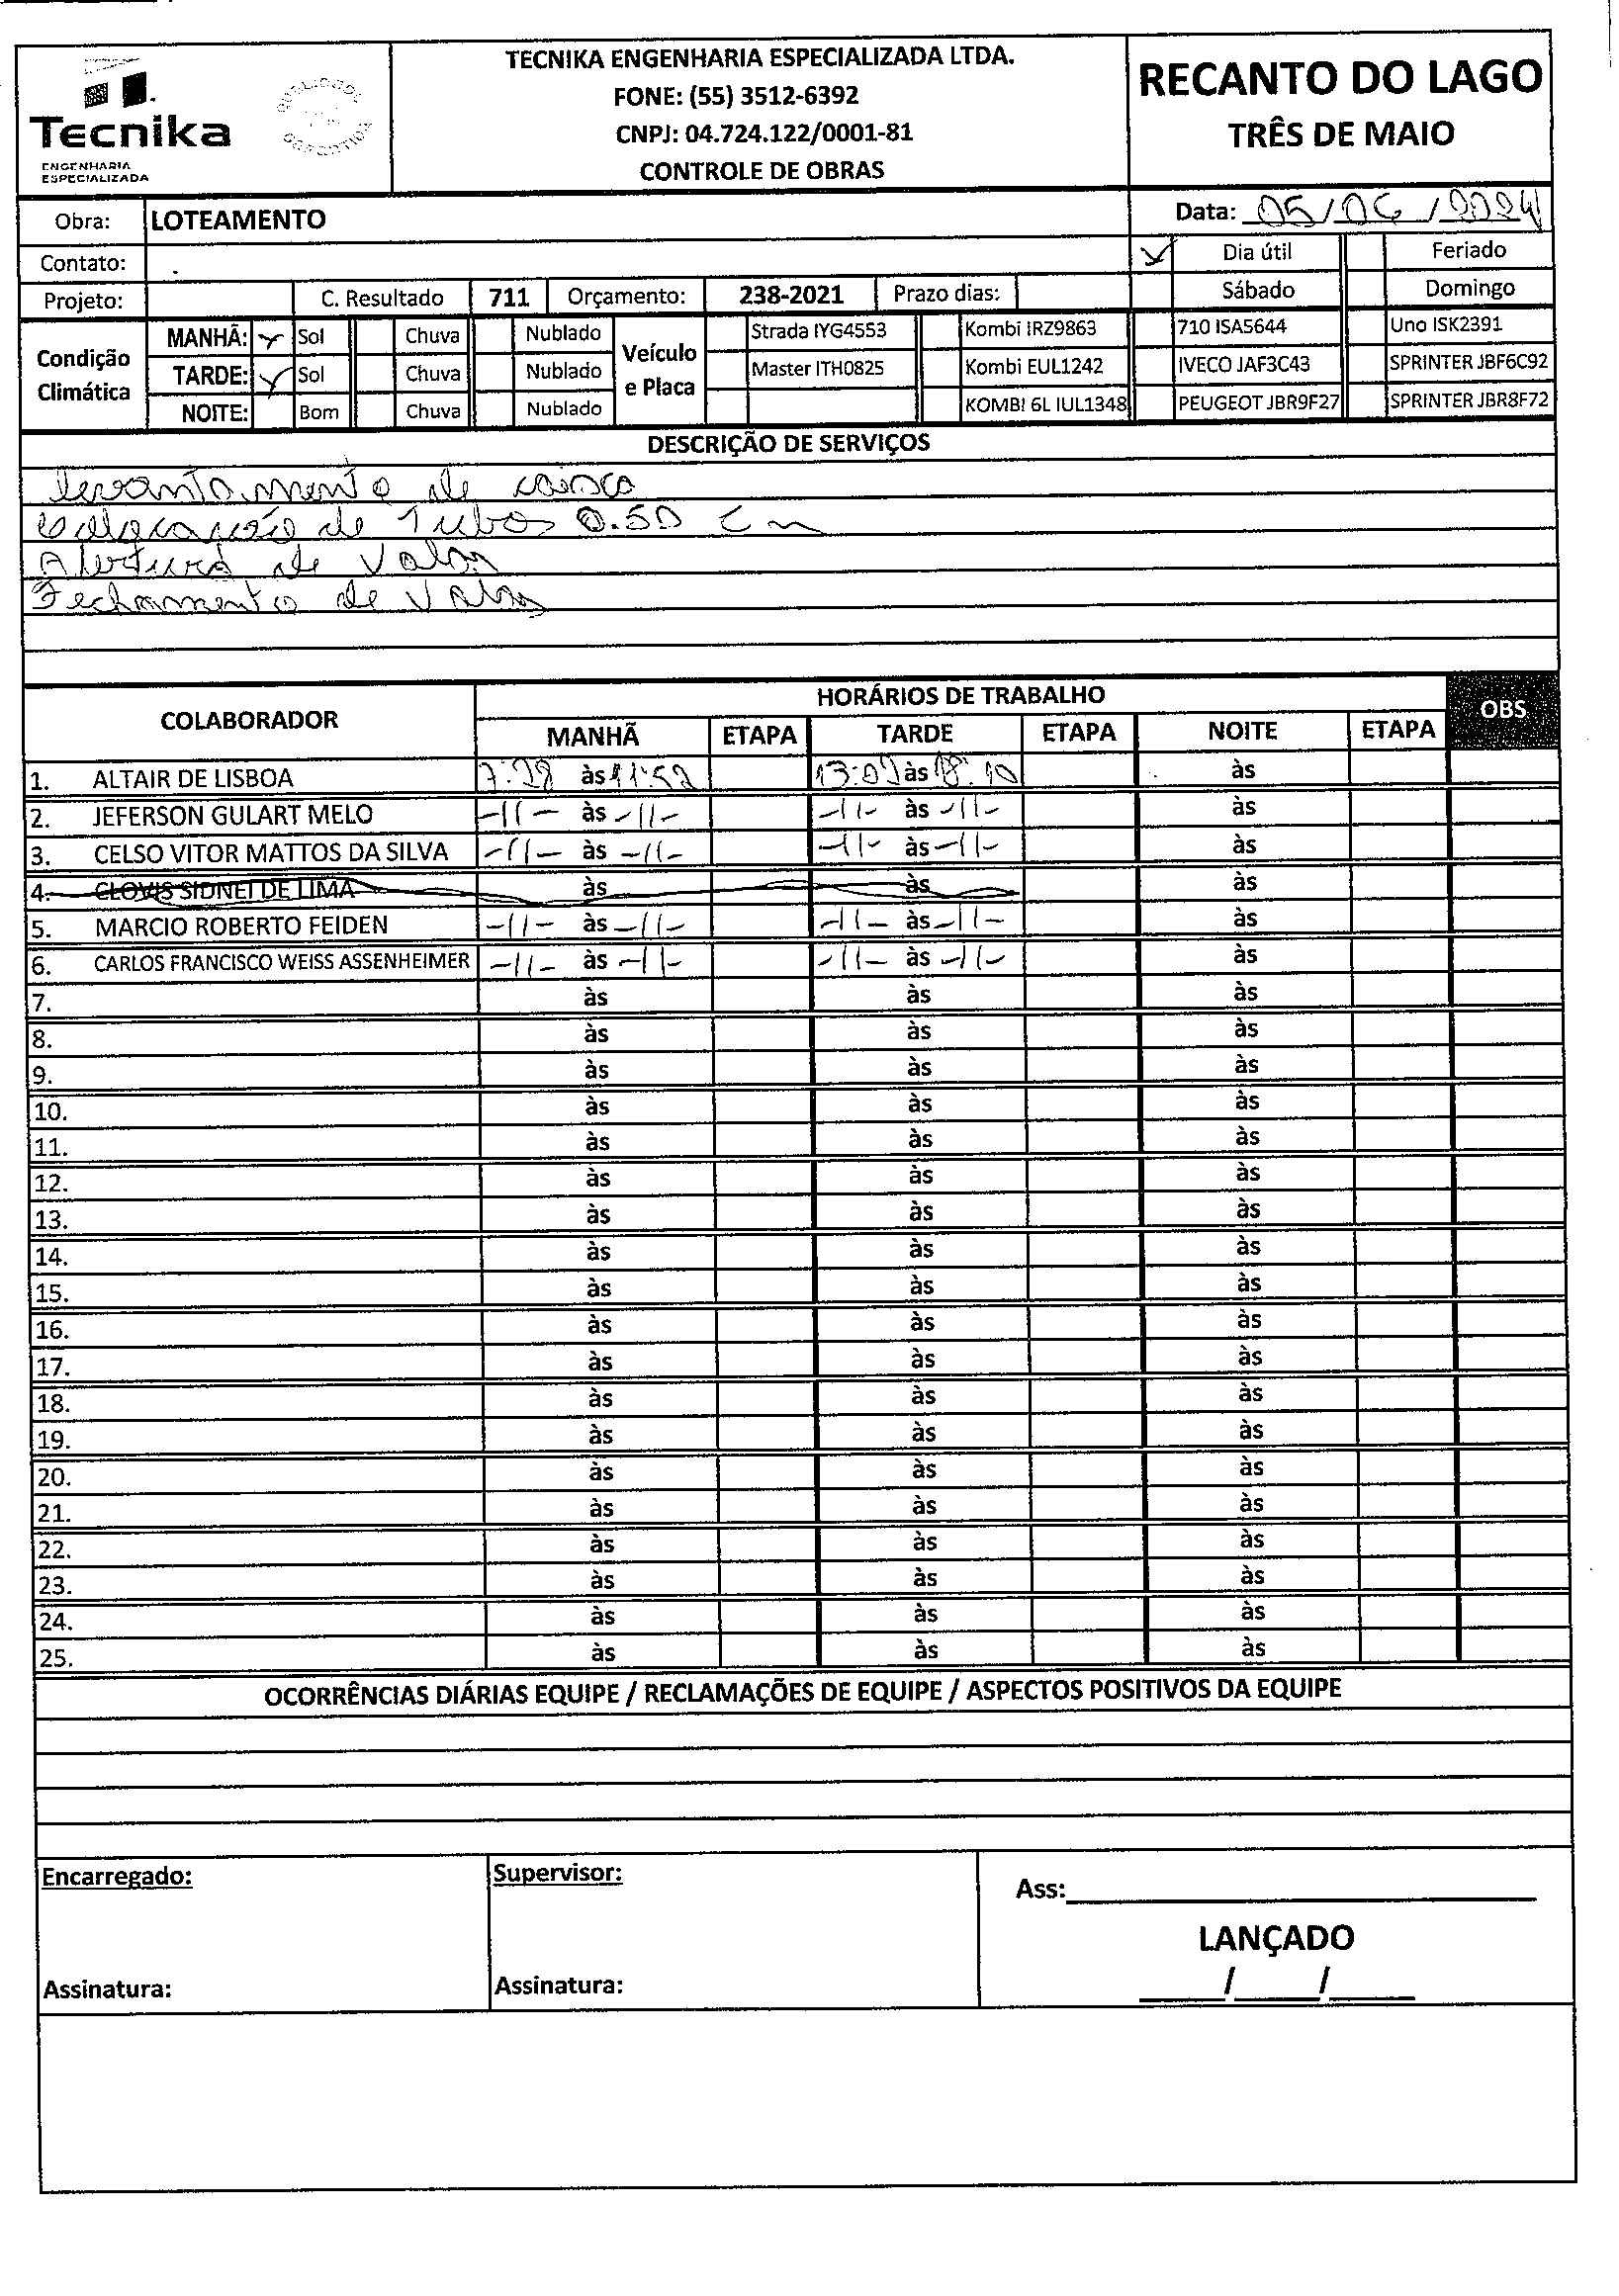 Tecnika
ENGENHARIA
ESPECIALIZADA
TECNIKA ENGENHARIA ESPECIALIZADA LTDA.
FONE: (55) 3512-6392
CNPJ: 04.724.122/0001-81
CONTROLE DE OBRAS
RECANTO DO LAGO
TRÊS DE MAIO
Obra: LOTEAMENTO
Data: 05/06/2024
Contato:
Dia útil Feriado
Projeto: C. Resultado 711 Orçamento: 238-2021 Prazo dias:
Sábado Domingo
Condição Climática
MANHÃ: Sol Chuva Nublado
TARDE: Sol Chuva Nublado
NOITE: Bom Chuva Nublado
Veículo e Placa
Strada IYG4553 Kombi IRZ9863 710 ISA5644 Uno ISK2391
Master ITH0825 Kombi EUL1242 IVECO JAF3C43 SPRINTER JBF6C92
KOMBI 6L IUL1348 PEUGEOT JBR9F27 SPRINTER JBR8F72
DESCRIÇÃO DE SERVIÇOS
levantamento de
de Tubos 0.50 Cm
Abertura de Valas
Fechamento de Valas
COLABORADOR HORÁRIOS DE TRABALHO OBS
MANHÃ ETAPA TARDE ETAPA NOITE ETAPA
1. ALTAIR DE LISBOA às 11:52 às 18:10 às
2. JEFERSON GULART MELO -11- às -11- -11- às -11- às
3. CELSO VITOR MATTOS DA SILVA -11- às -11- -11- às -11- às
4. CLOVIS SIDNEI DE LIMA às às às
5. MARCIO ROBERTO FEIDEN -11- às -11- -11- às -11- às
6. CARLOS FRANCISCO WEISS ASSENHEIMER -11- às -11- -11- às -11- às
7. às às às
8. às às às
9. às às às
10. às às às
11. às às às
12. às às às
13. às às às
14. às às às
15. às às às
16. às às às
17. às às às
18. às às às
19. às às às
20. às às às
21. às às às
22. às às às
23. às às às
24. às às às
25. às às às
OCORRÊNCIAS DIÁRIAS EQUIPE / RECLAMAÇÕES DE EQUIPE / ASPECTOS POSITIVOS DA EQUIPE
Encarregado:
Assinatura:
Supervisor:
Assinatura:
Ass:
LANÇADO
/ /